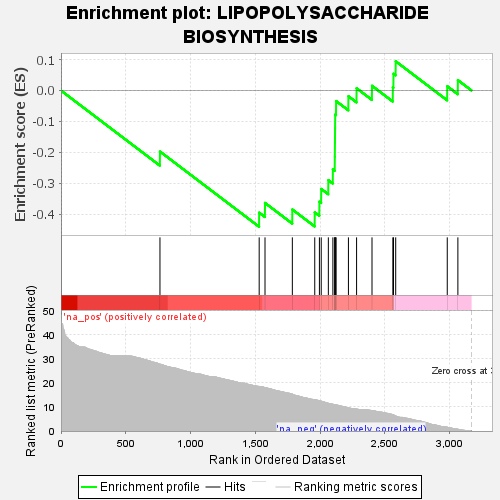 Enrichment plot: LIPOPOLYSACCHARIDE
BIOSYNTHESIS
Enrichment score (ES)
0.1
0.0
-0.1
-0.2
-0.3
-0.4
'na_pos' (positively correlated)
Ranked list metric (PreRanked)
50
40
30
20
10
0
Zero cross at 3
'na_neg' (negatively correlated)
0
500
1,000
1,500
2,000
2,500
3,000
Rank in Ordered Dataset
Enrichment profile
Hits
Ranking metric scores